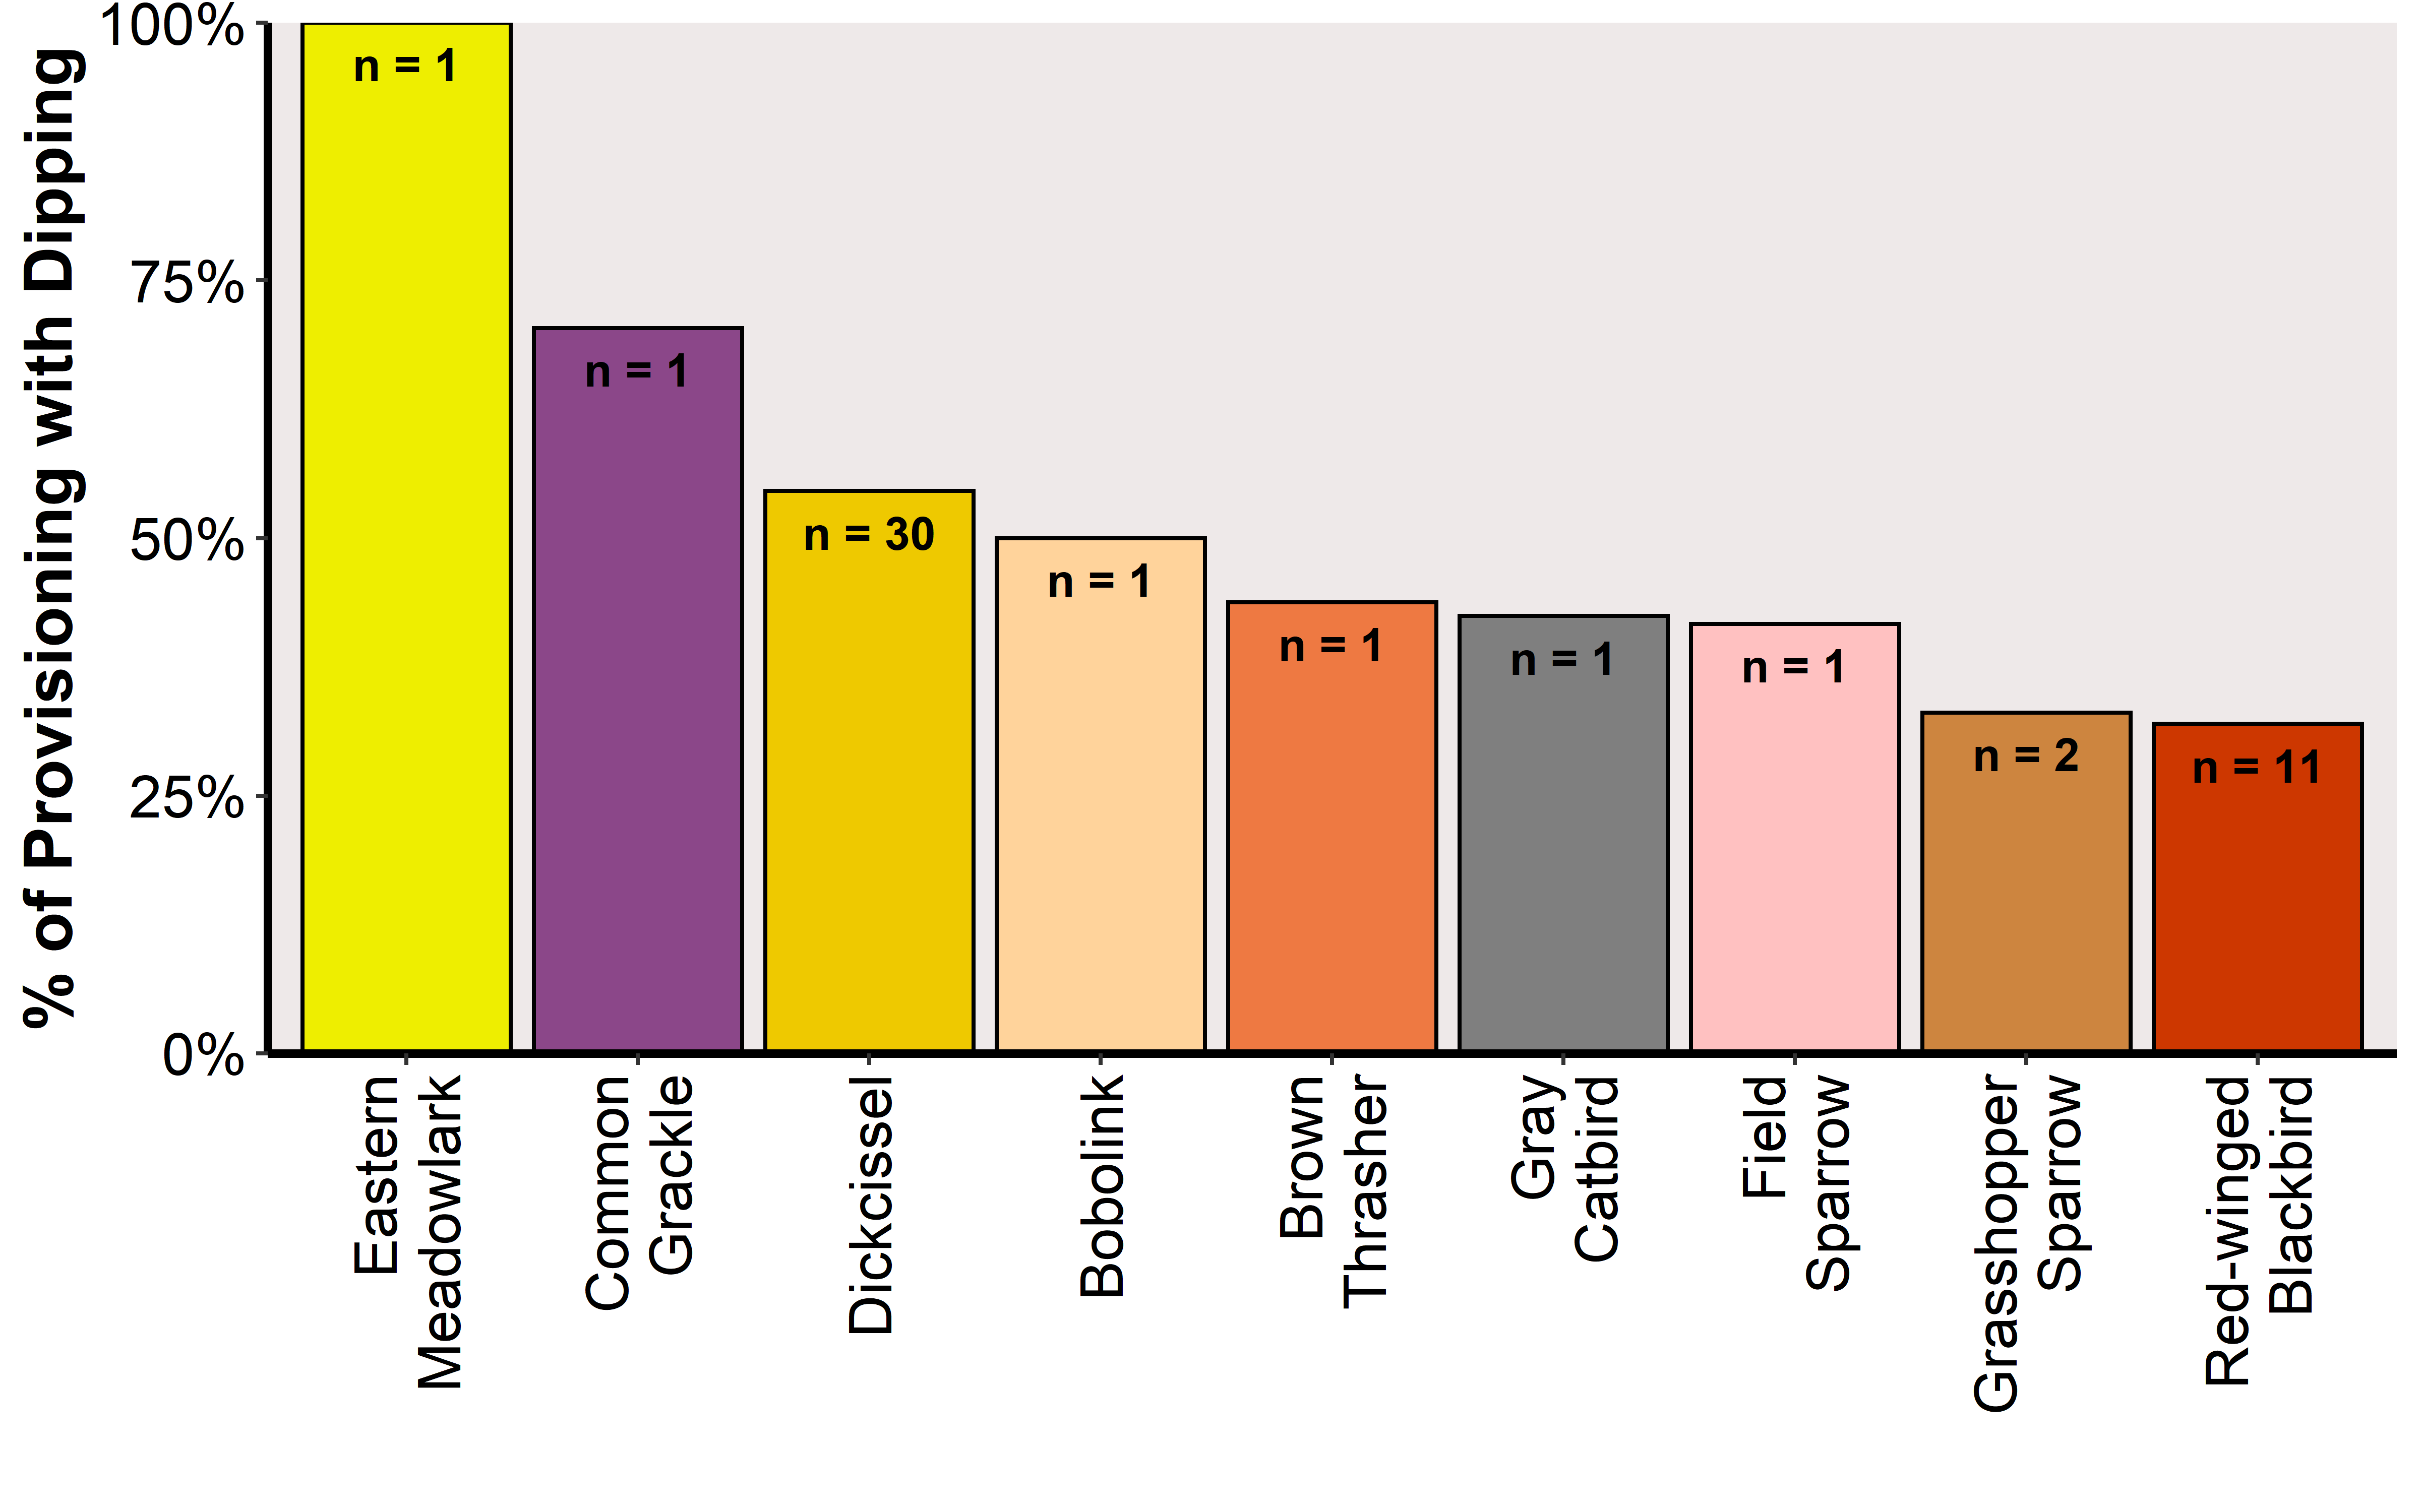 % of Provisioning with Dipping
100%
75%
50%
25%
0%
n = 1
n = 1
n = 30
n = 1
n = 1
n = 1
n = 1
n = 2
n = 11
Eastern
Meadowlark
Common
Grackle
Dickcissel
Bobolink
Brown
Thrasher
Gray
Catbird
Field
Sparrow
Grasshopper
Sparrow
Red-winged
Blackbird